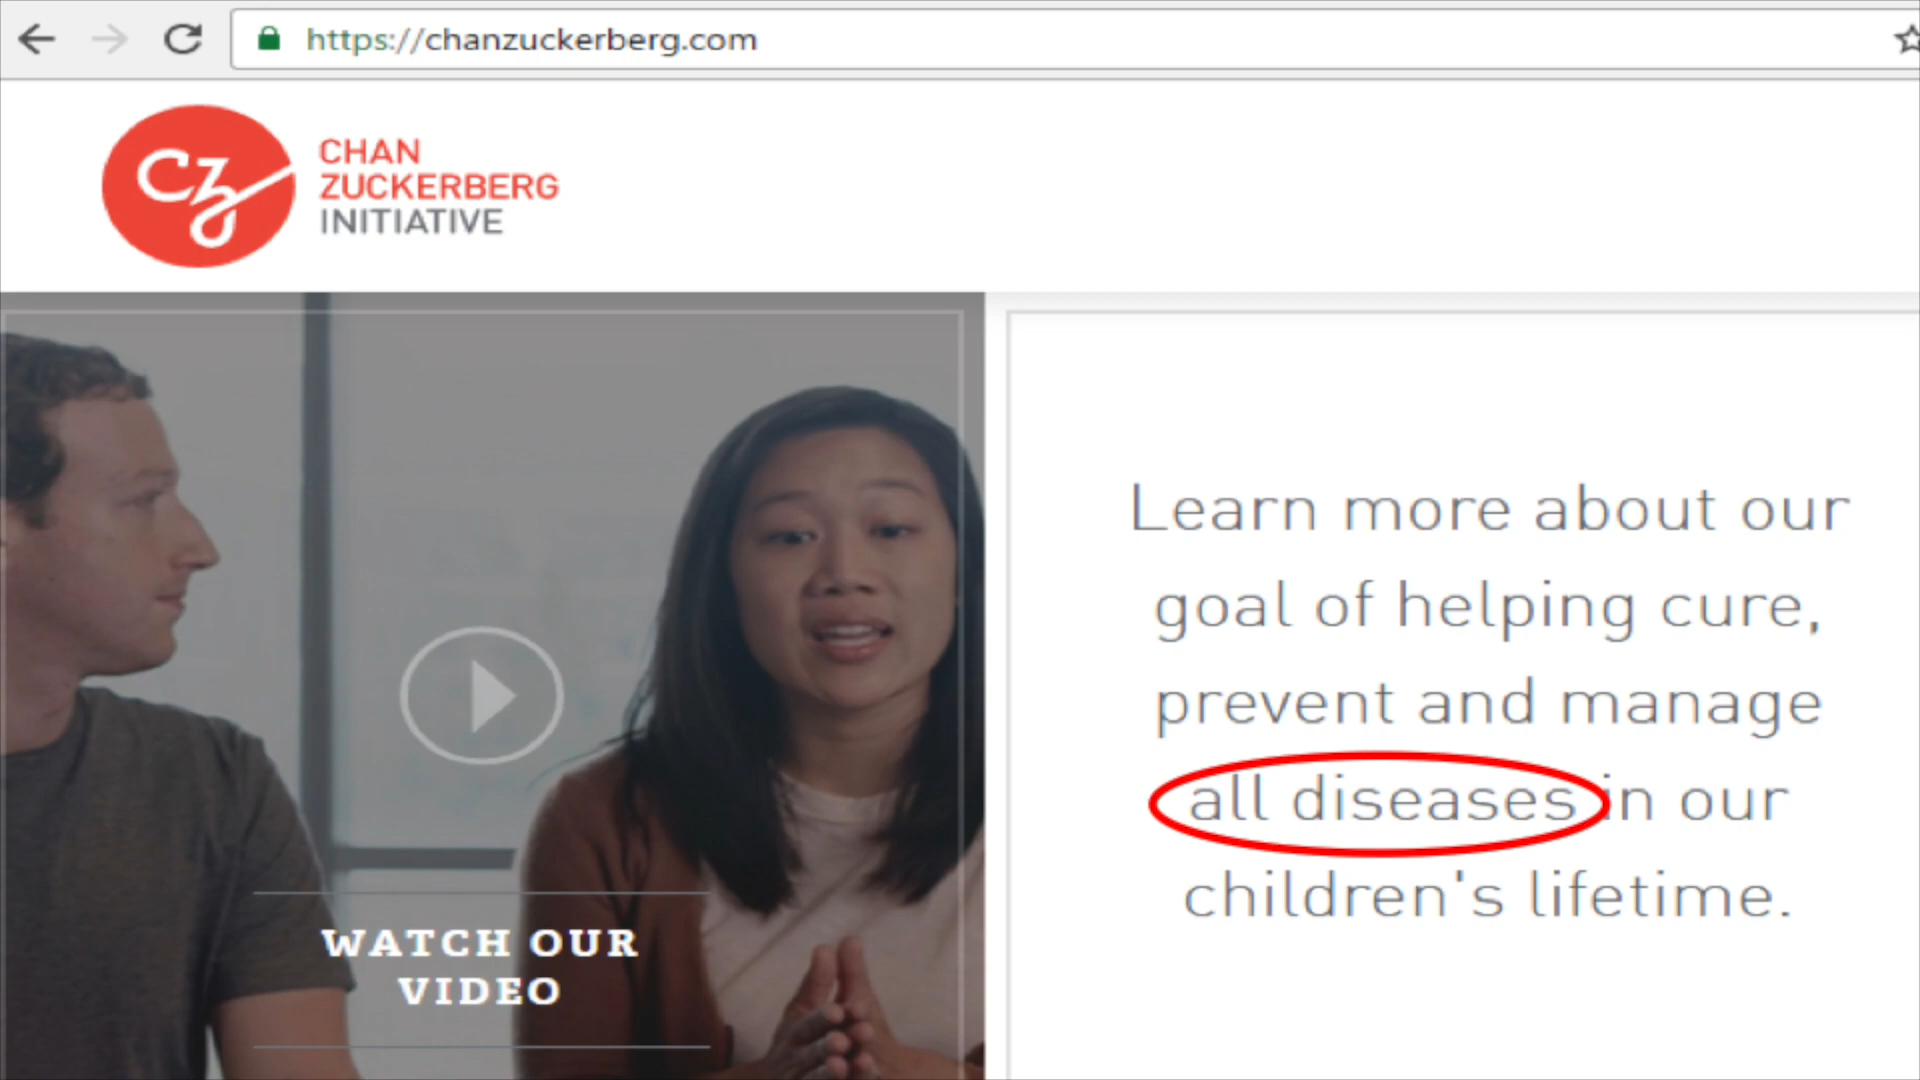 https://chanzuckerberg.com
cz
CHAN
ZUCKERBERG
INITIATIVE
Learn more about our
goal of helping cure,
prevent and manage
all diseases in our
children's lifetime.
WATCH OUR
VIDEO